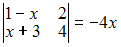 |1 − x  2|
|x + 3  4| = −4x